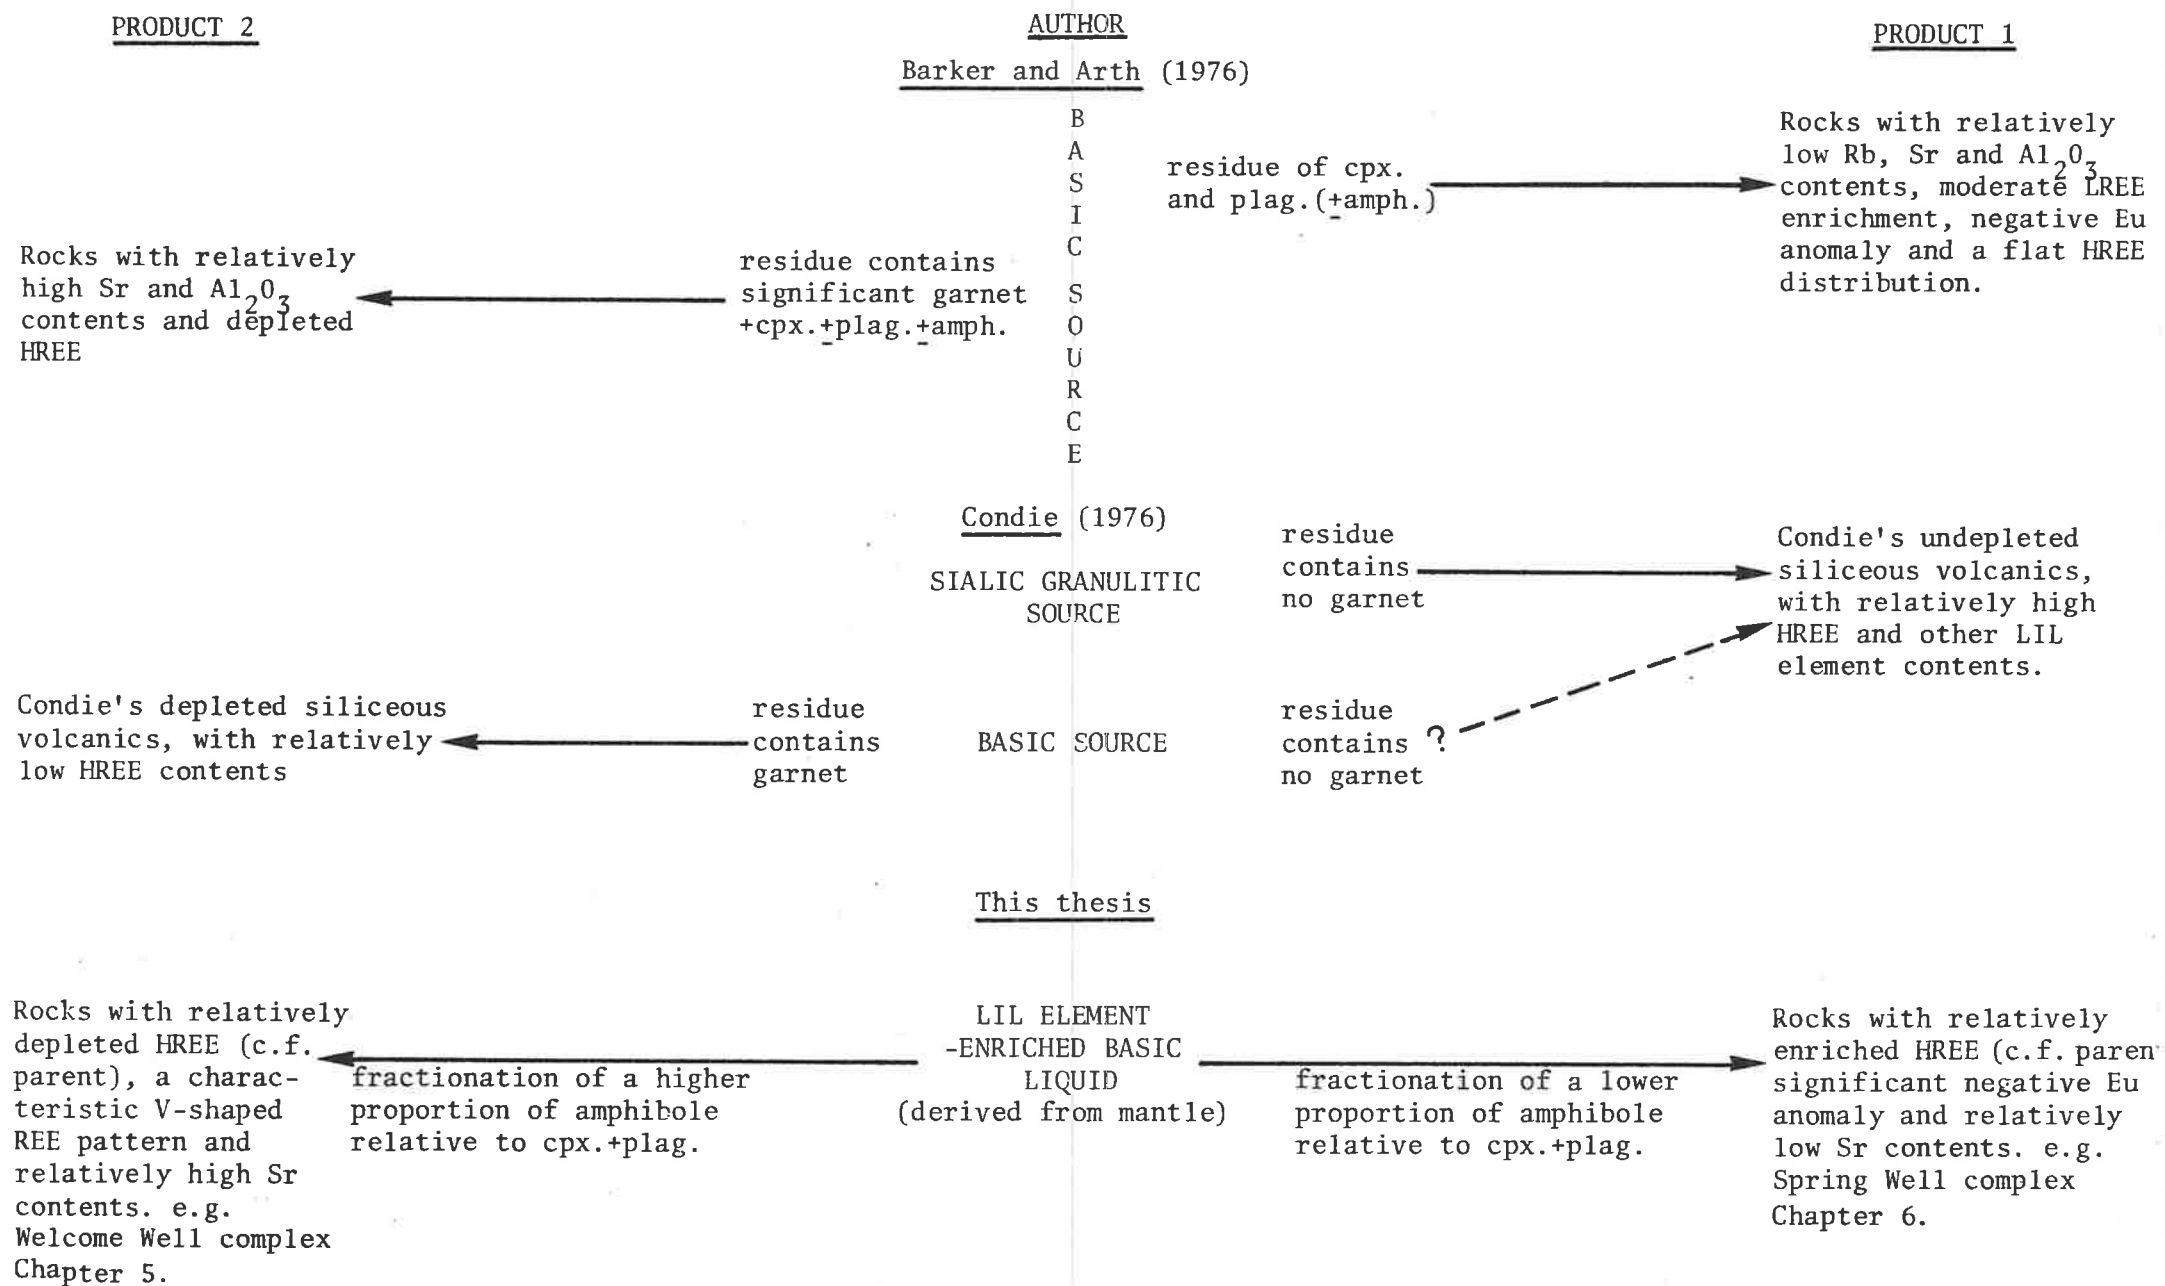 PRODUCT 2
AUTHOR
PRODUCT 1
Barker and Arth (1976)
B
A
S
I
C
S
O
U
R
C
E
residue of cpx.
and plag.(±amph.)
Rocks with relatively
low Rb, Sr and Al₂O₃
contents, moderate LREE
enrichment, negative Eu
anomaly and a flat HREE
distribution.
Rocks with relatively
high Sr and Al₂O₃
contents and depleted
HREE
residue contains
significant garnet
+cpx.±plag.±amph.
Condie (1976)
SIALIC GRANULITIC
SOURCE
residue
contains
no garnet
Condie's undepleted
siliceous volcanics,
with relatively high
HREE and other LIL
element contents.
Condie's depleted siliceous
volcanics, with relatively
low HREE contents
residue
contains
garnet
BASIC SOURCE
residue
contains ?
no garnet
This thesis
Rocks with relatively
depleted HREE (c.f.
parent), a charac-
teristic V-shaped
REE pattern and
relatively high Sr
contents. e.g.
Welcome Well complex
Chapter 5.
fractionation of a higher
proportion of amphibole
relative to cpx.+plag.
LIL ELEMENT
-ENRICHED BASIC
LIQUID
(derived from mantle)
fractionation of a lower
proportion of amphibole
relative to cpx.+plag.
Rocks with relatively
enriched HREE (c.f. paren
significant negative Eu
anomaly and relatively
low Sr contents. e.g.
Spring Well complex
Chapter 6.